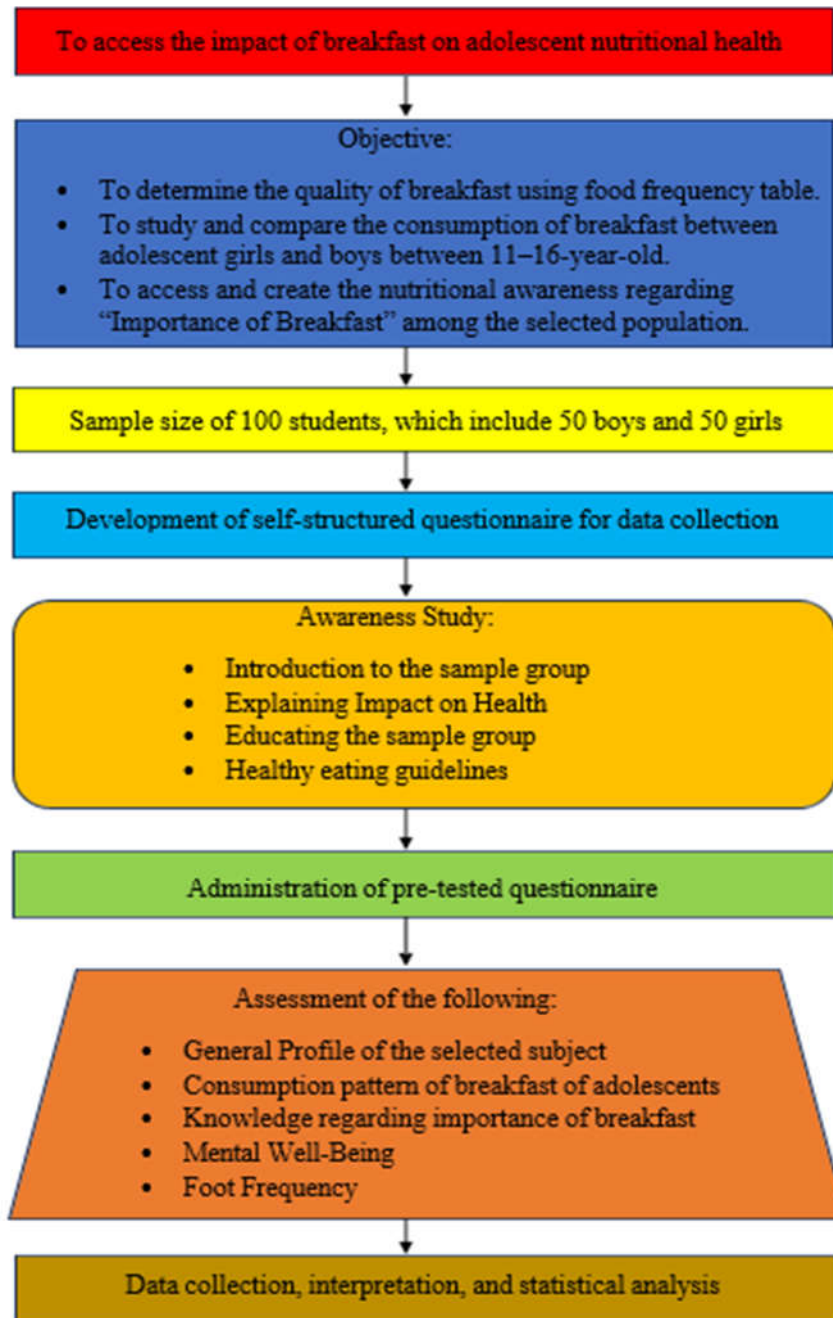 To access the impact of breakfast on adolescent nutritional health
Objective:
• To determine the quality of breakfast using food frequency table.
• To study and compare the consumption of breakfast between
adolescent girls and boys between 11–16-year-old.
• To access and create the nutritional awareness regarding
“Importance of Breakfast” among the selected population.
Sample size of 100 students, which include 50 boys and 50 girls
Development of self-structured questionnaire for data collection
Awareness Study:
• Introduction to the sample group
• Explaining Impact on Health
• Educating the sample group
• Healthy eating guidelines
Administration of pre-tested questionnaire
Assessment of the following:
• General Profile of the selected subject
• Consumption pattern of breakfast of adolescents
• Knowledge regarding importance of breakfast
• Mental Well-Being
• Foot Frequency
Data collection, interpretation, and statistical analysis